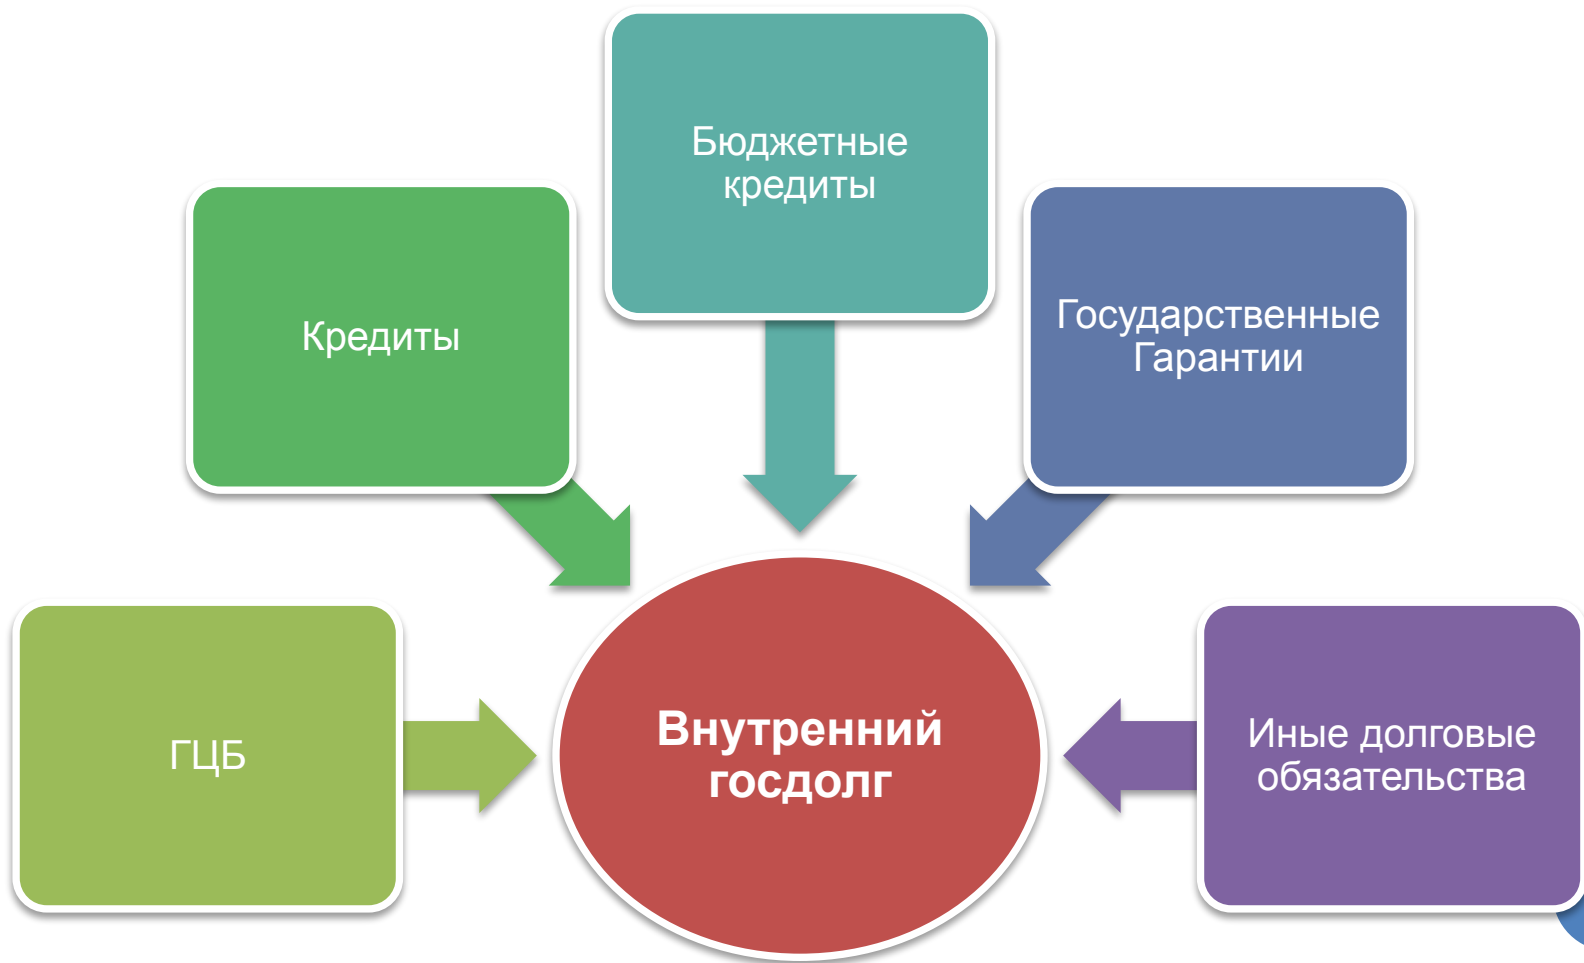 Бюджетные
кредиты
Кредиты
Государственные
Гарантии
ГЦБ
Внутренний
госдолг
Иные долговые
обязательства